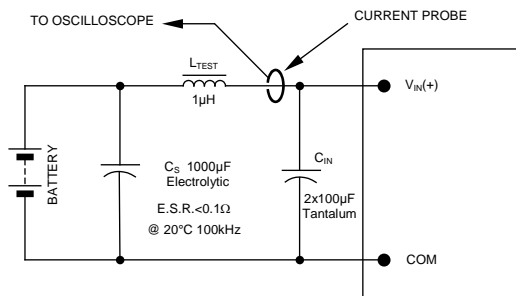 TO OSCILLOSCOPE
CURRENT PROBE
LTEST
1µH
VIN(+)
BATTERY
CS 1000µF
Electrolytic
E.S.R.<0.1Ω
@ 20°C 100kHz
CIN
2x100µF
Tantalum
COM